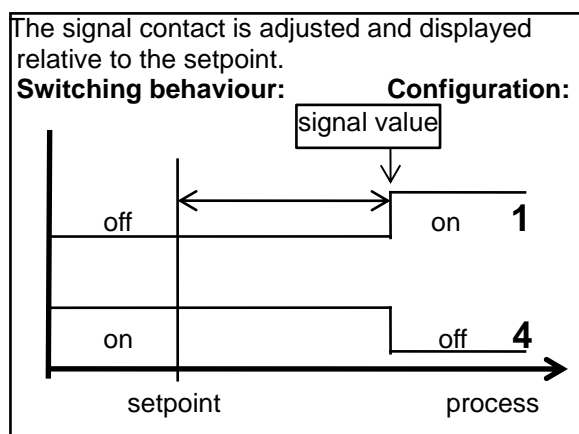 The signal contact is adjusted and displayed
relative to the setpoint.
Switching behaviour: Configuration:
signal value
off on 1
on off 4
setpoint process